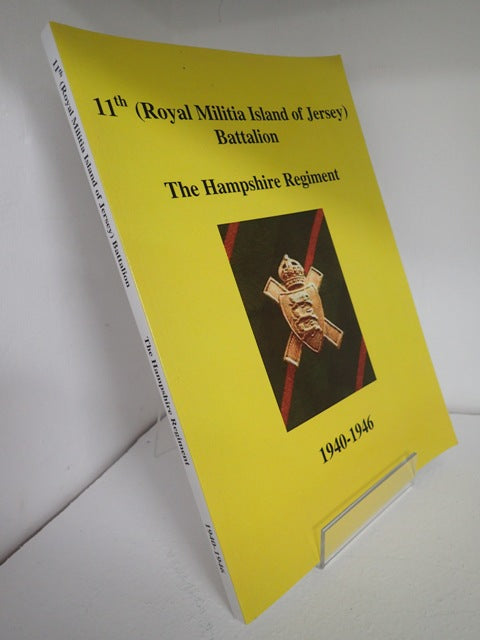 11th (Royal Militia Island of Jersey)
Battalion
The Hampshire Regiment
1940-1946
11th (Royal Militia Island of Jersey) Battalion
The Hampshire Regiment
1940-1946